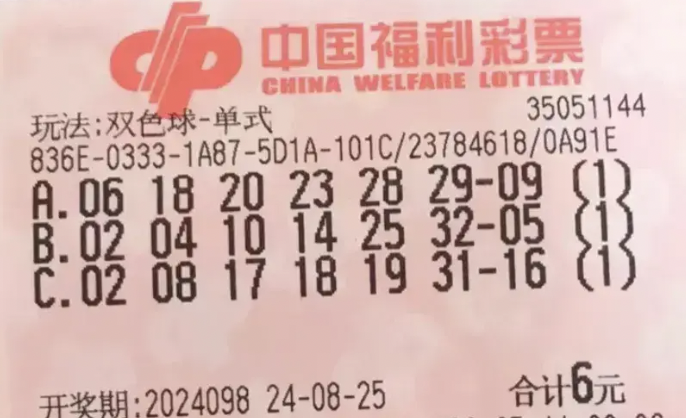 中国福利彩票
CHINA WELFARE LOTTERY
玩法:双色球-单式 35051144
836E-0333-1A87-5D1A-101C/23784618/0A91E
A.06 18 20 23 28 29-09 (1)
B.02 04 10 14 25 32-05 (1)
C.02 08 17 18 19 31-16 (1)
开奖期:2024098 24-08-25 合计6元